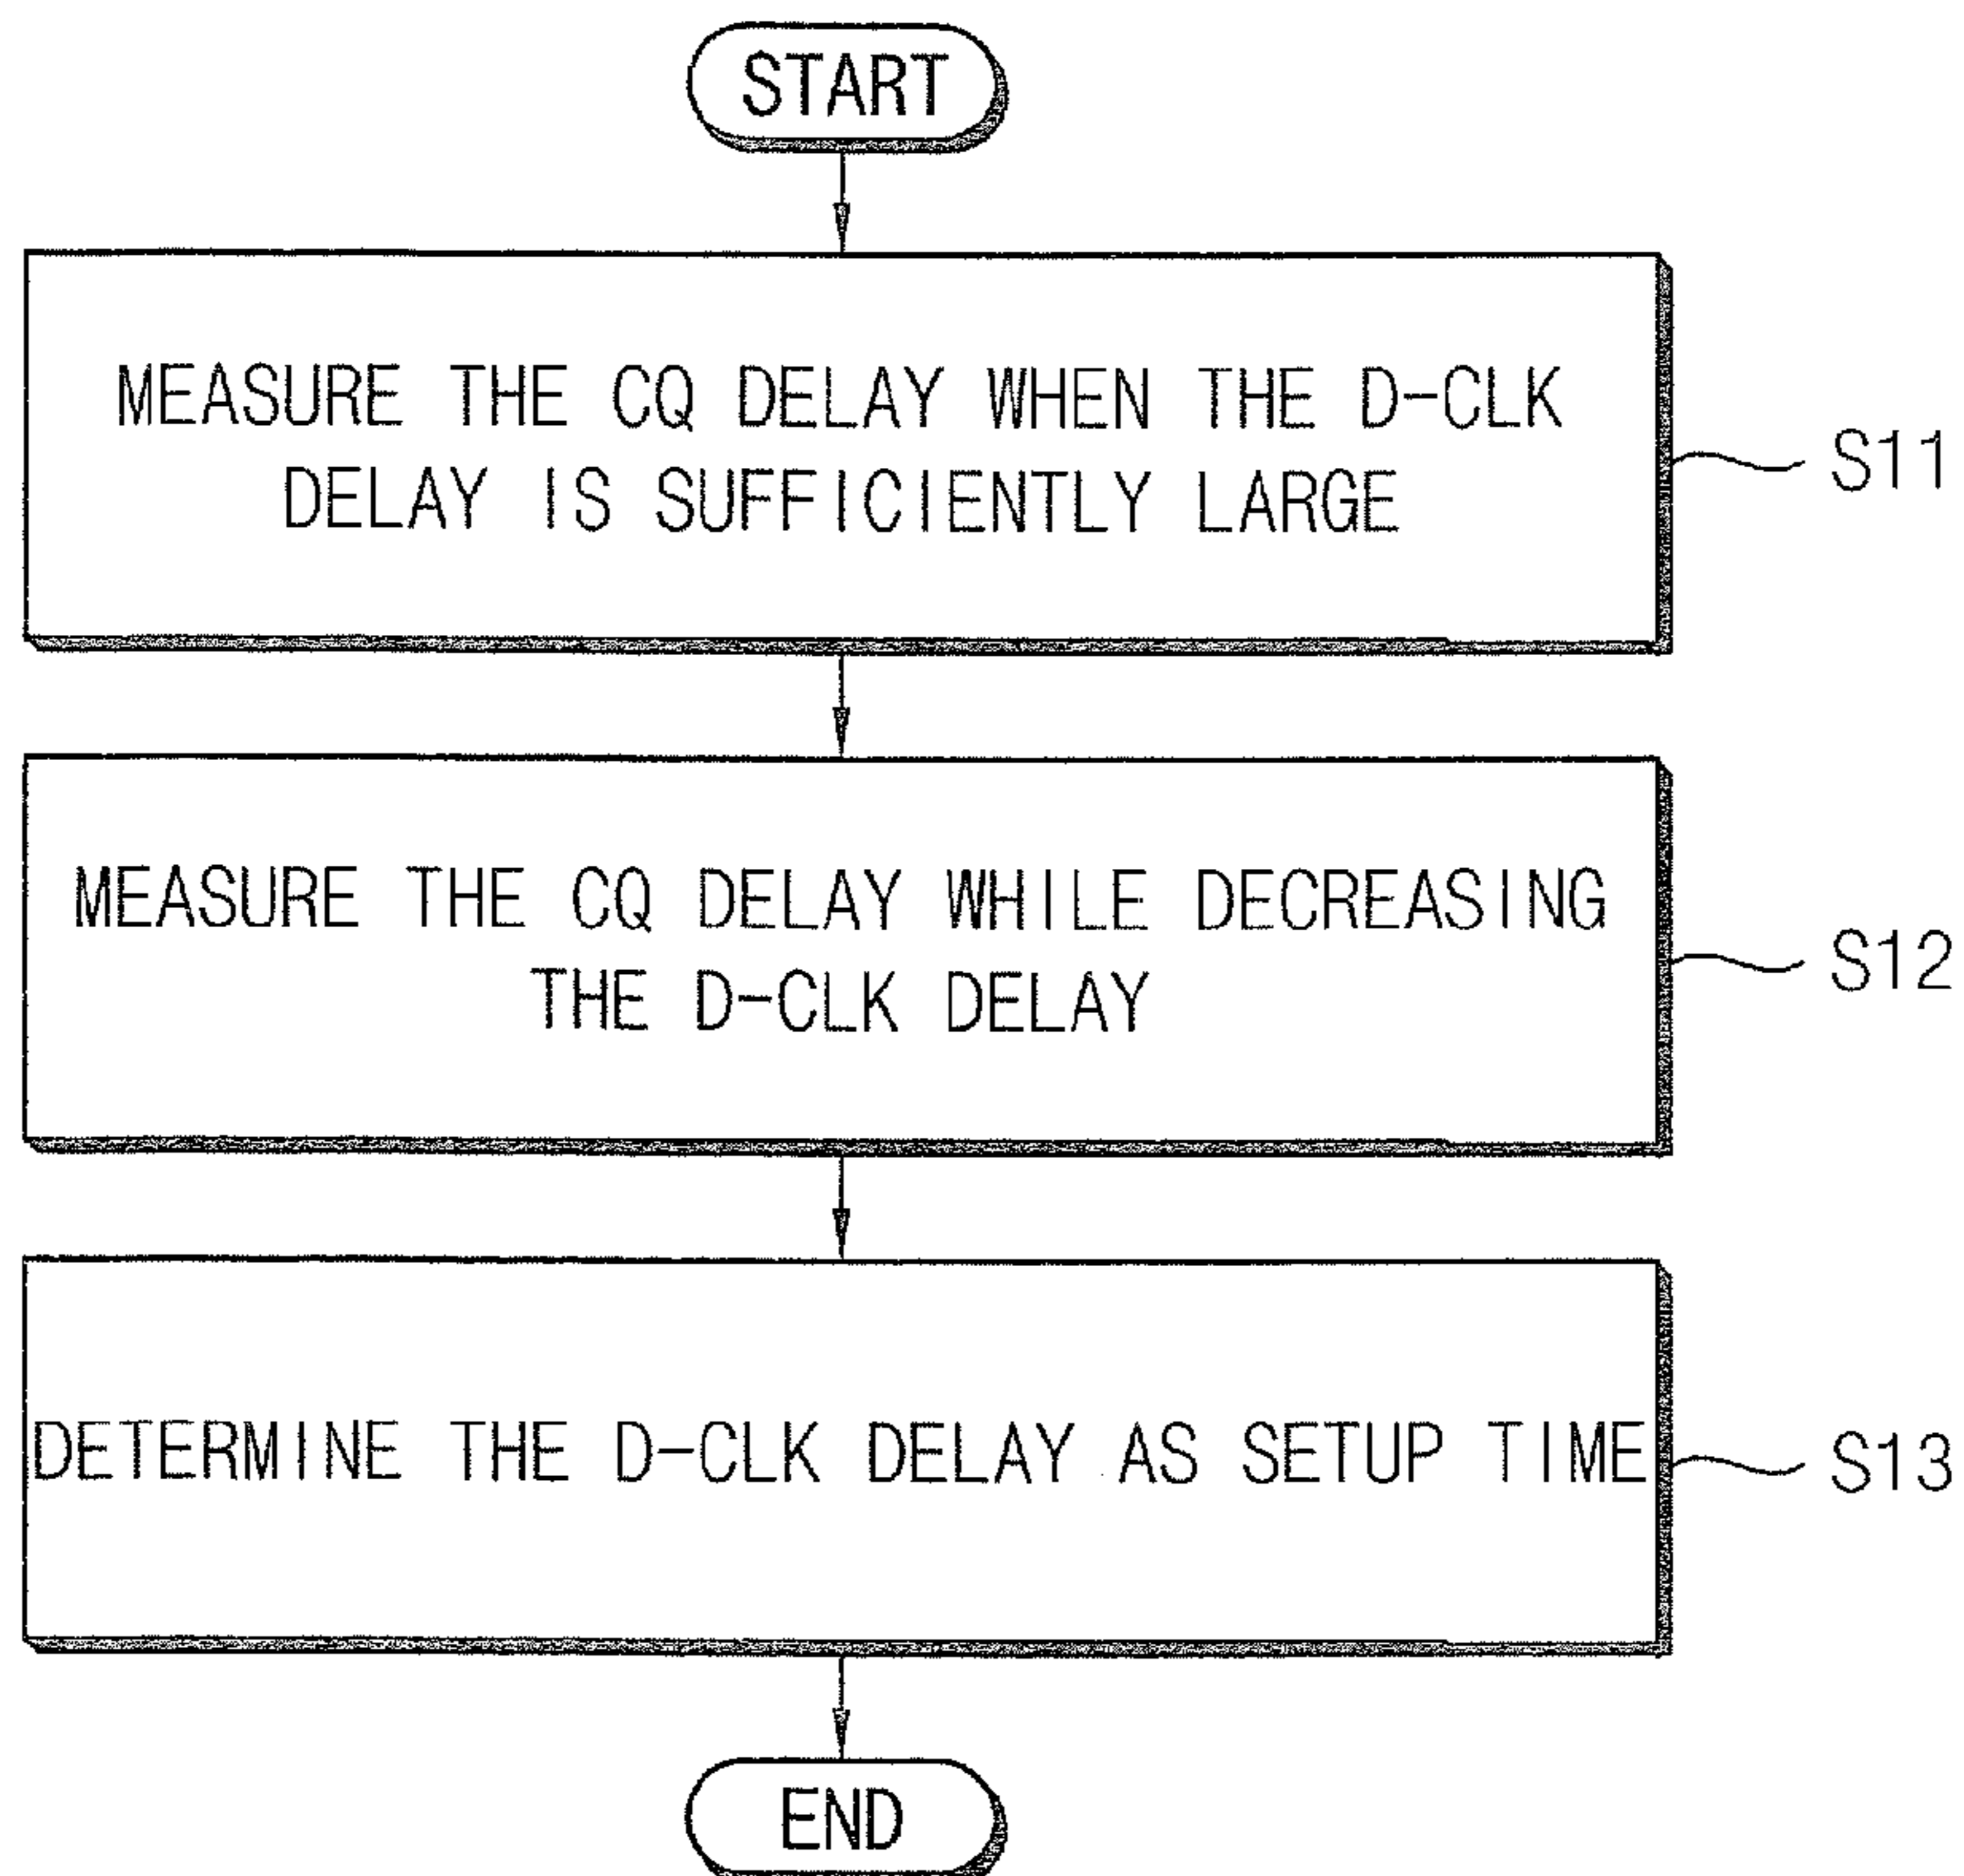 START
MEASURE THE CQ DELAY WHEN THE D-CLK
DELAY IS SUFFICIENTLY LARGE
S11
MEASURE THE CQ DELAY WHILE DECREASING
THE D-CLK DELAY
S12
DETERMINE THE D-CLK DELAY AS SETUP TIME
S13
END